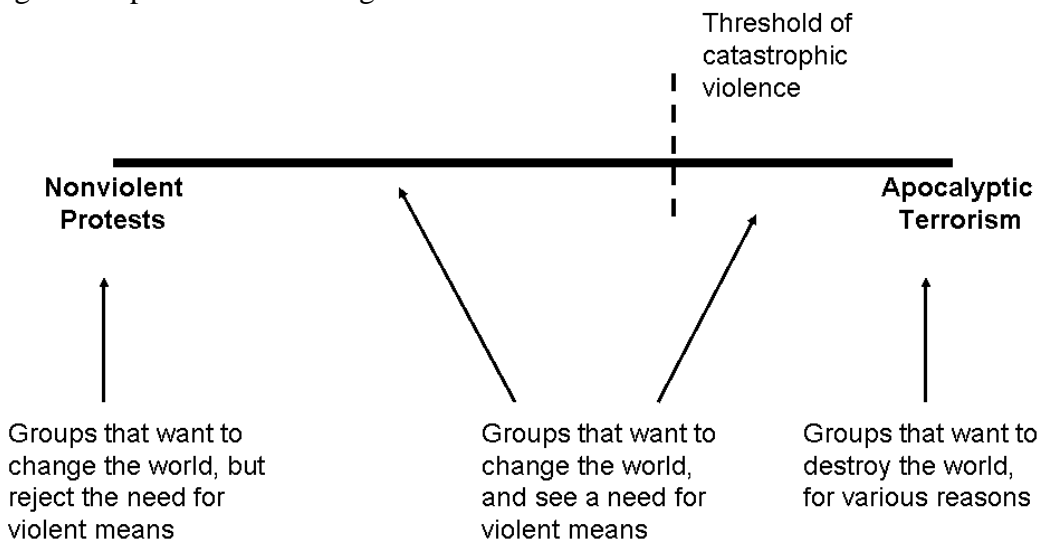 Threshold of
catastrophic
violence
Nonviolent
Protests
Apocalyptic
Terrorism
Groups that want to
change the world, but
reject the need for
violent means
Groups that want to
change the world,
and see a need for
violent means
Groups that want to
destroy the world,
for various reasons